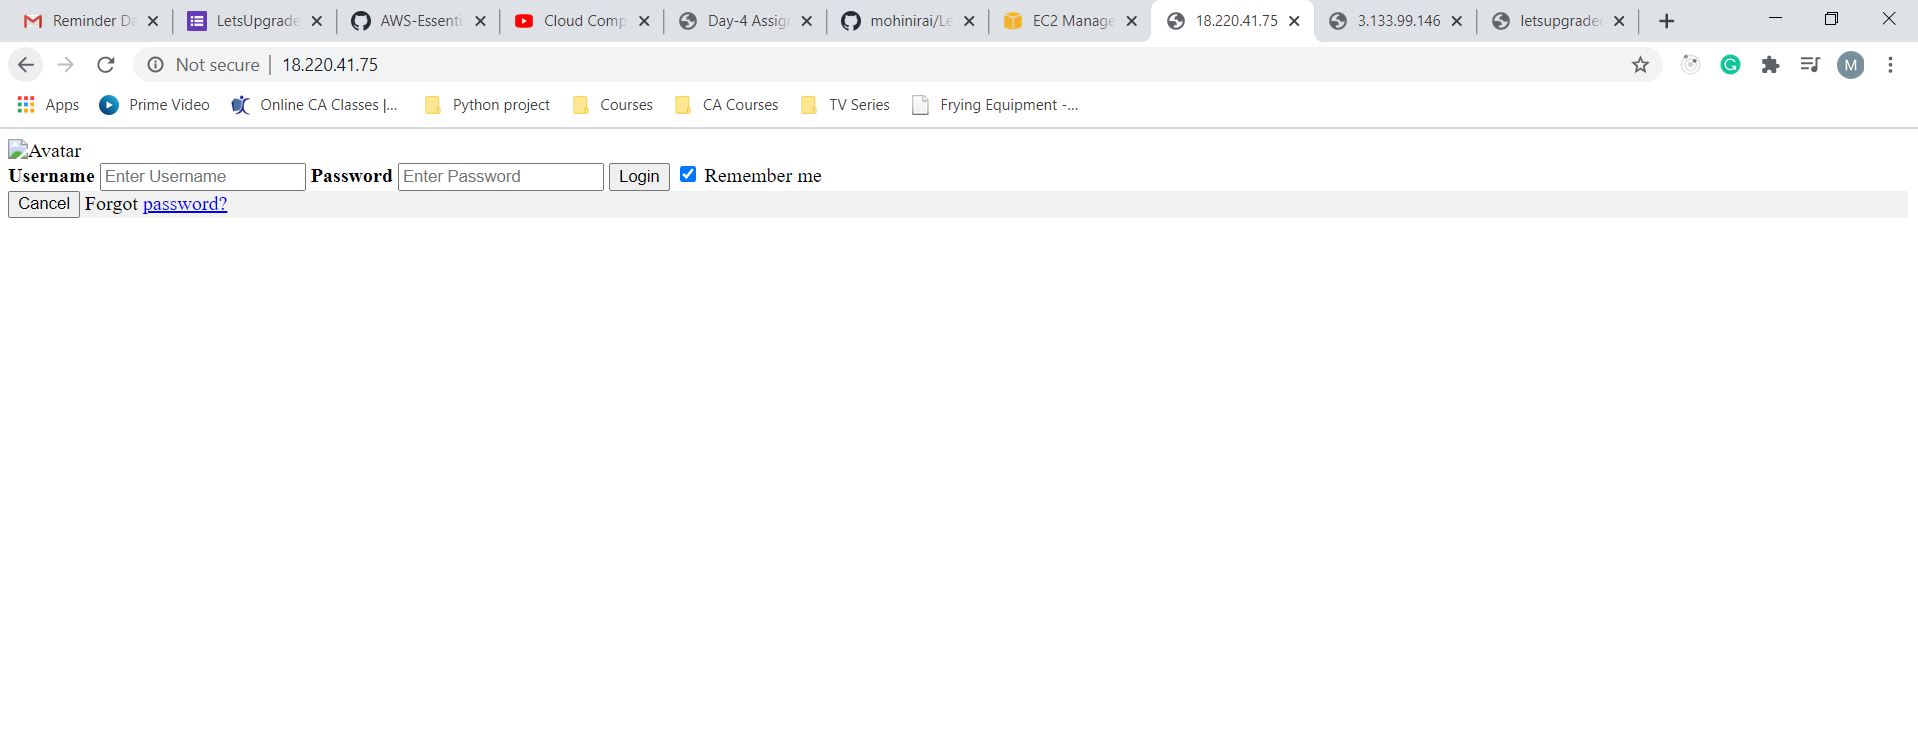 Reminder Da LetsUpgrade AWS-Essenti Cloud Comp Day-4 Assign mohinirai/Le EC2 Manage 18.220.41.75 3.133.99.146 letsupgrade
Not secure 18.220.41.75 M
Apps Prime Video Online CA Classes |... Python project Courses CA Courses TV Series Frying Equipment -...
Avatar
Username Enter Username Password Enter Password Login Remember me
Cancel Forgot password?